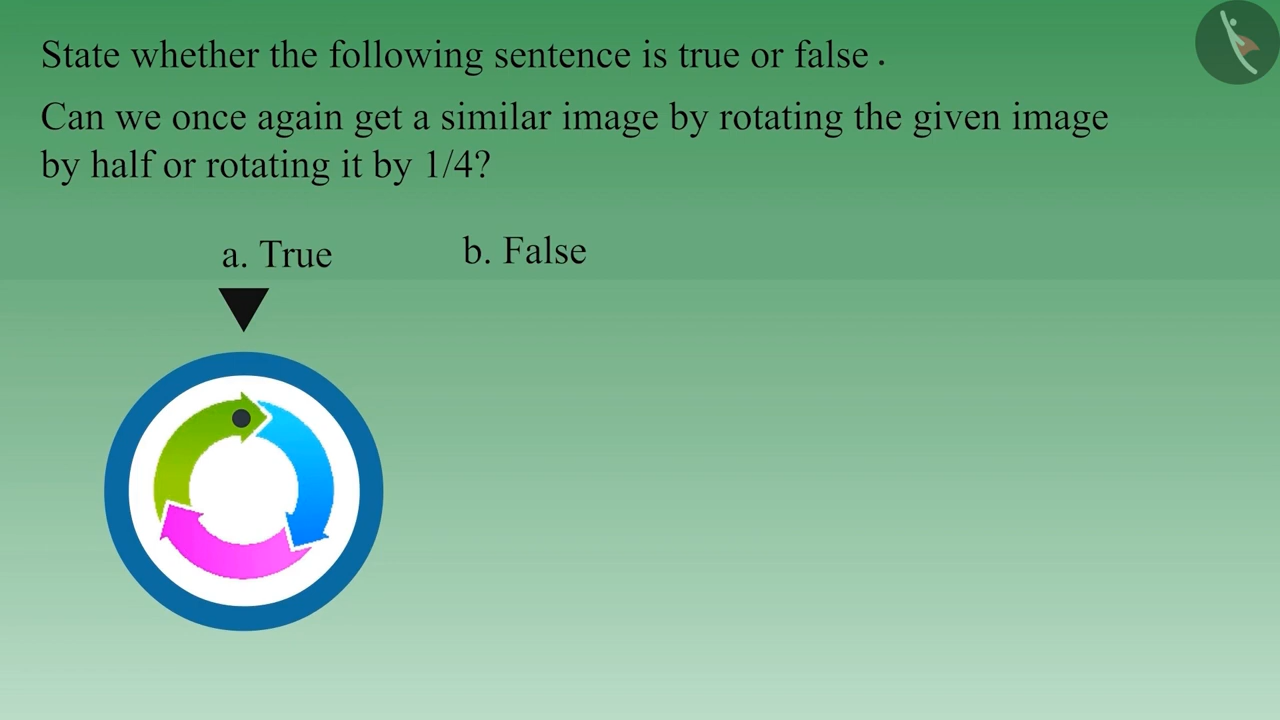 State whether the following sentence is true or false .
Can we once again get a similar image by rotating the given image
by half or rotating it by 1/4?
a. True
b. False